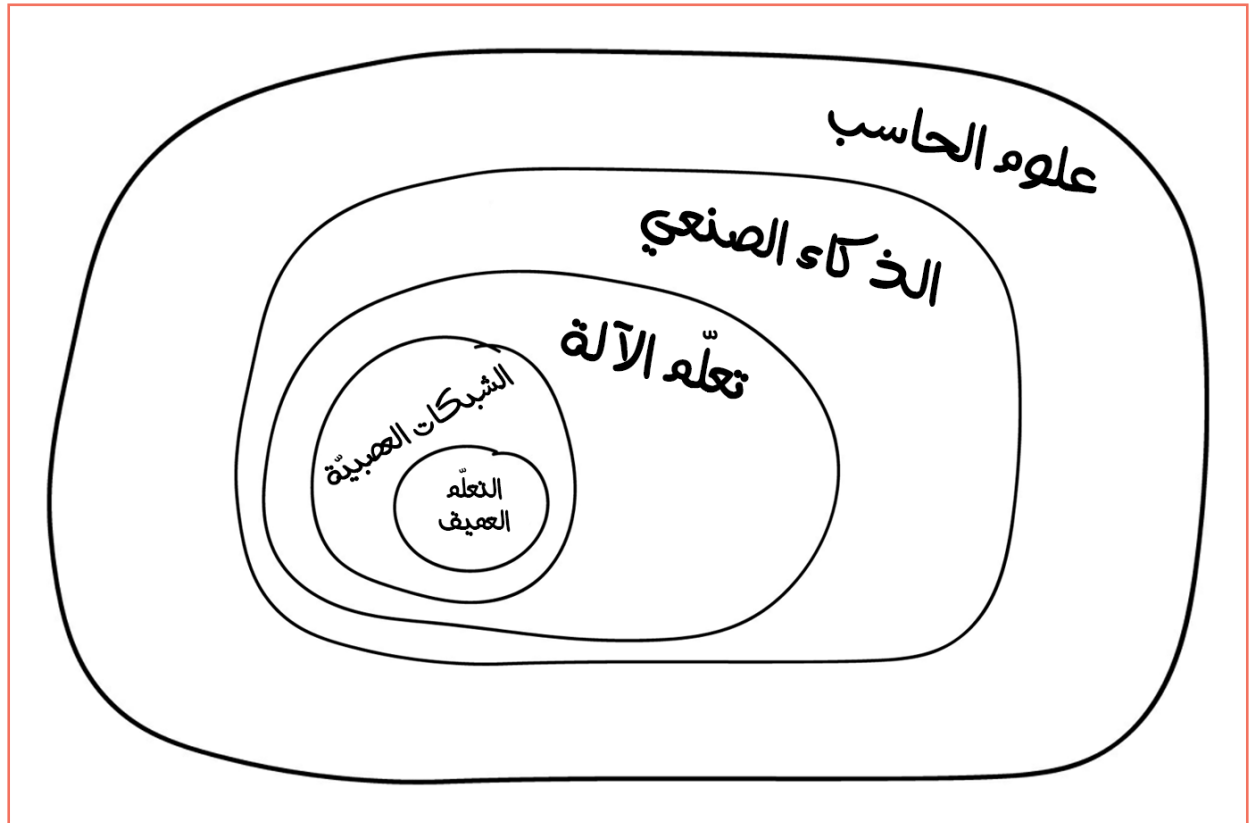 علوم الحاسب
الذكاء الصنعي
تعلّم الآلة
الشبكات العصبيّة
التعلّم
العميق